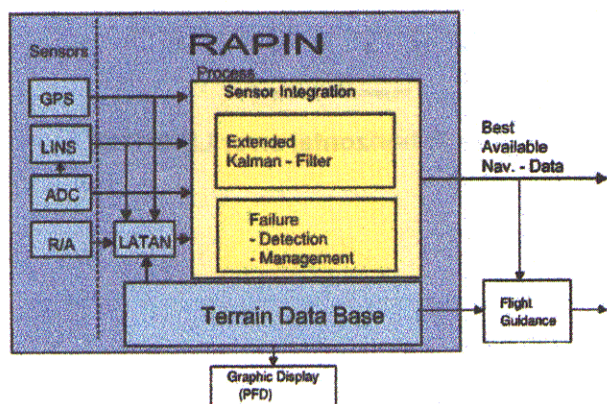 RAPIN
Sensors
Process
GPS
LINS
ADC
R/A
LATAN
Sensor Integration
Extended
Kalman - Filter
Failure
- Detection
- Management
Terrain Data Base
Best
Available
Nav. - Data
Flight
Guidance
Graphic Display
(PFD)